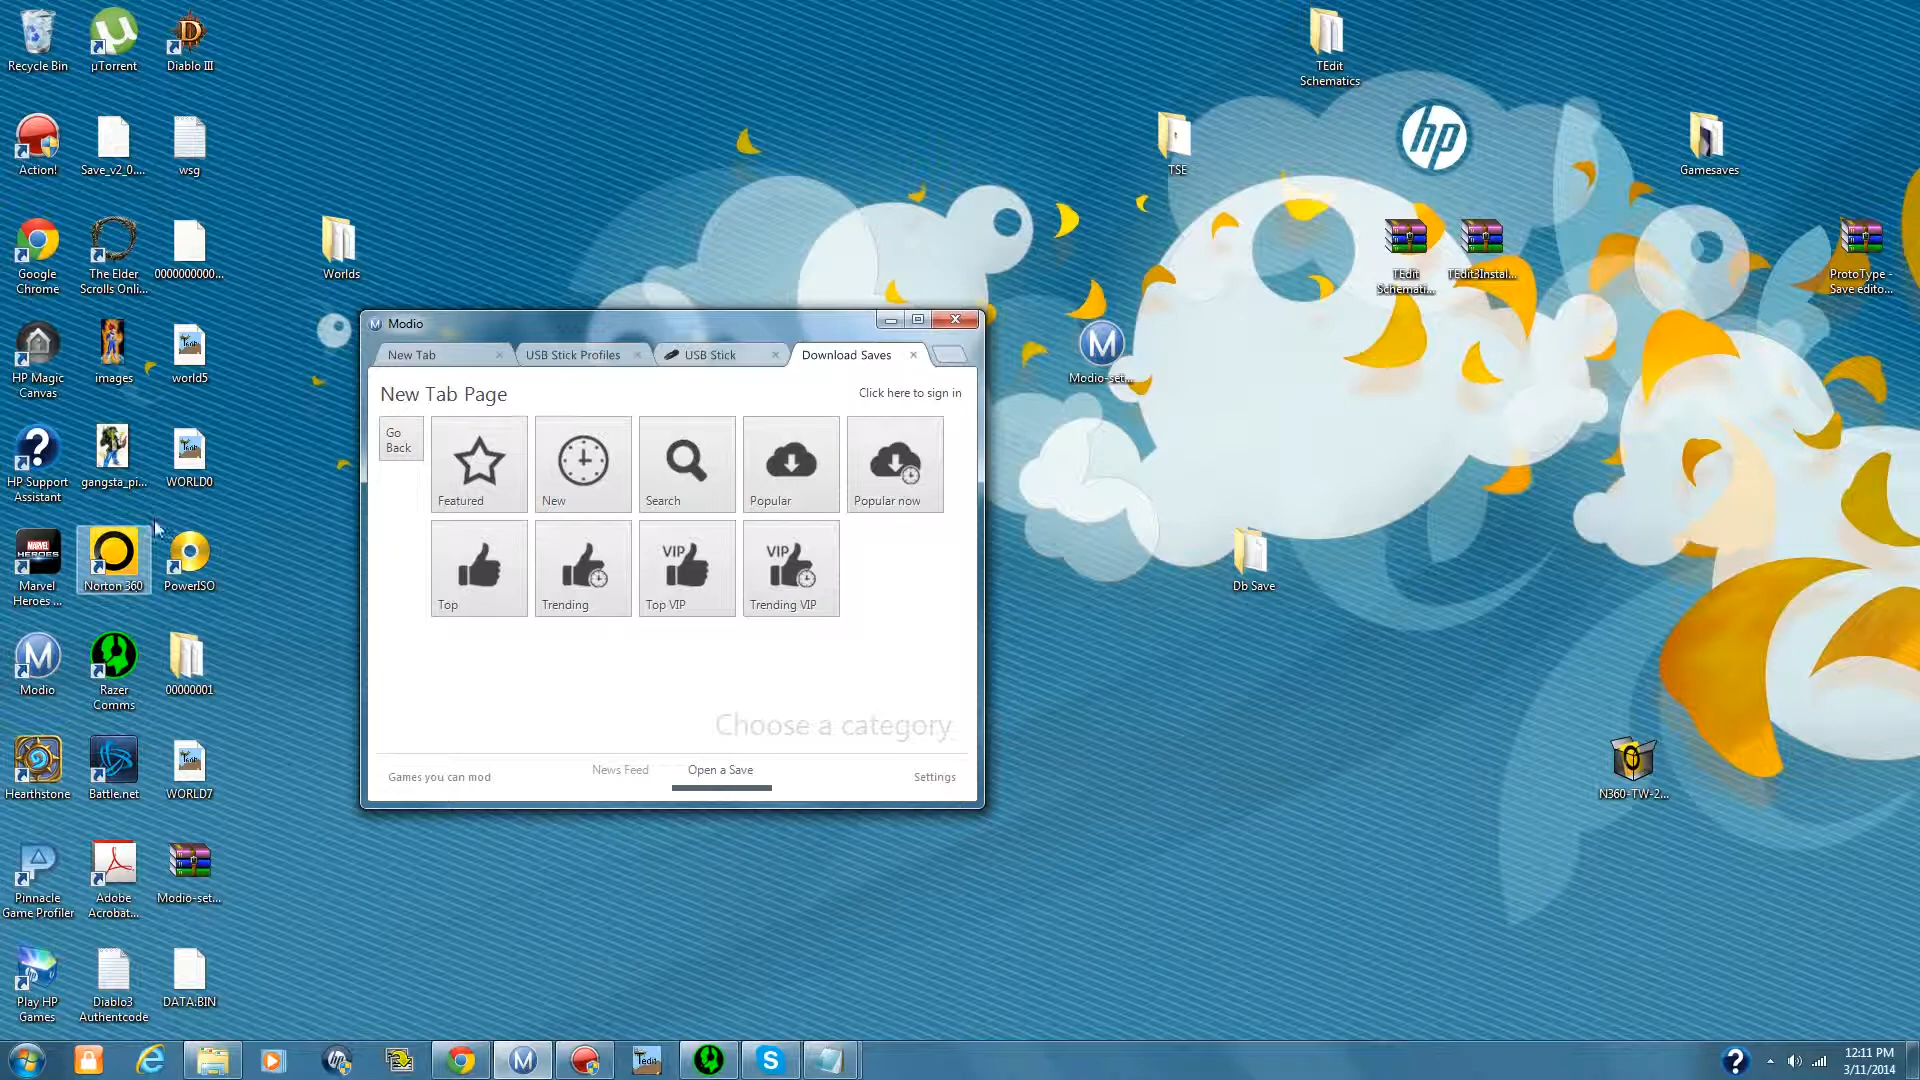 Recycle Bin
µTorrent
Diablo III
TEdit
Schematics
hp
Action!
Save_v2_0....
wsg
TSE
Gamesaves
Google
Chrome
The Elder
Scrolls Onli...
0000000000...
Worlds
TEdit
Schemati...
TEdit3Instal...
ProtoType -
Save edito...
HP Magic
Canvas
images
world5
Modio-set...
Modio
New Tab
USB Stick Profiles
USB Stick
Download Saves
New Tab Page
Click here to sign in
Go
Back
Featured
New
Search
Popular
Popular now
VIP
VIP
Top
Trending
Top VIP
Trending VIP
Choose a category
Games you can mod
News Feed
Open a Save
Settings
HP Support
Assistant
gangsta_pi...
WORLD0
MARVEL
HEROES
Marvel
Heroes ...
Norton 360
PowerISO
Db Save
Modio
Razer
Comms
00000001
Hearthstone
Battle.net
WORLD7
N360-TW-2...
Pinnacle
Game Profiler
Adobe
Acrobat...
Modio-set...
Play HP
Games
Diablo3
Authentcode
DATA.BIN
12:11 PM
3/11/2014